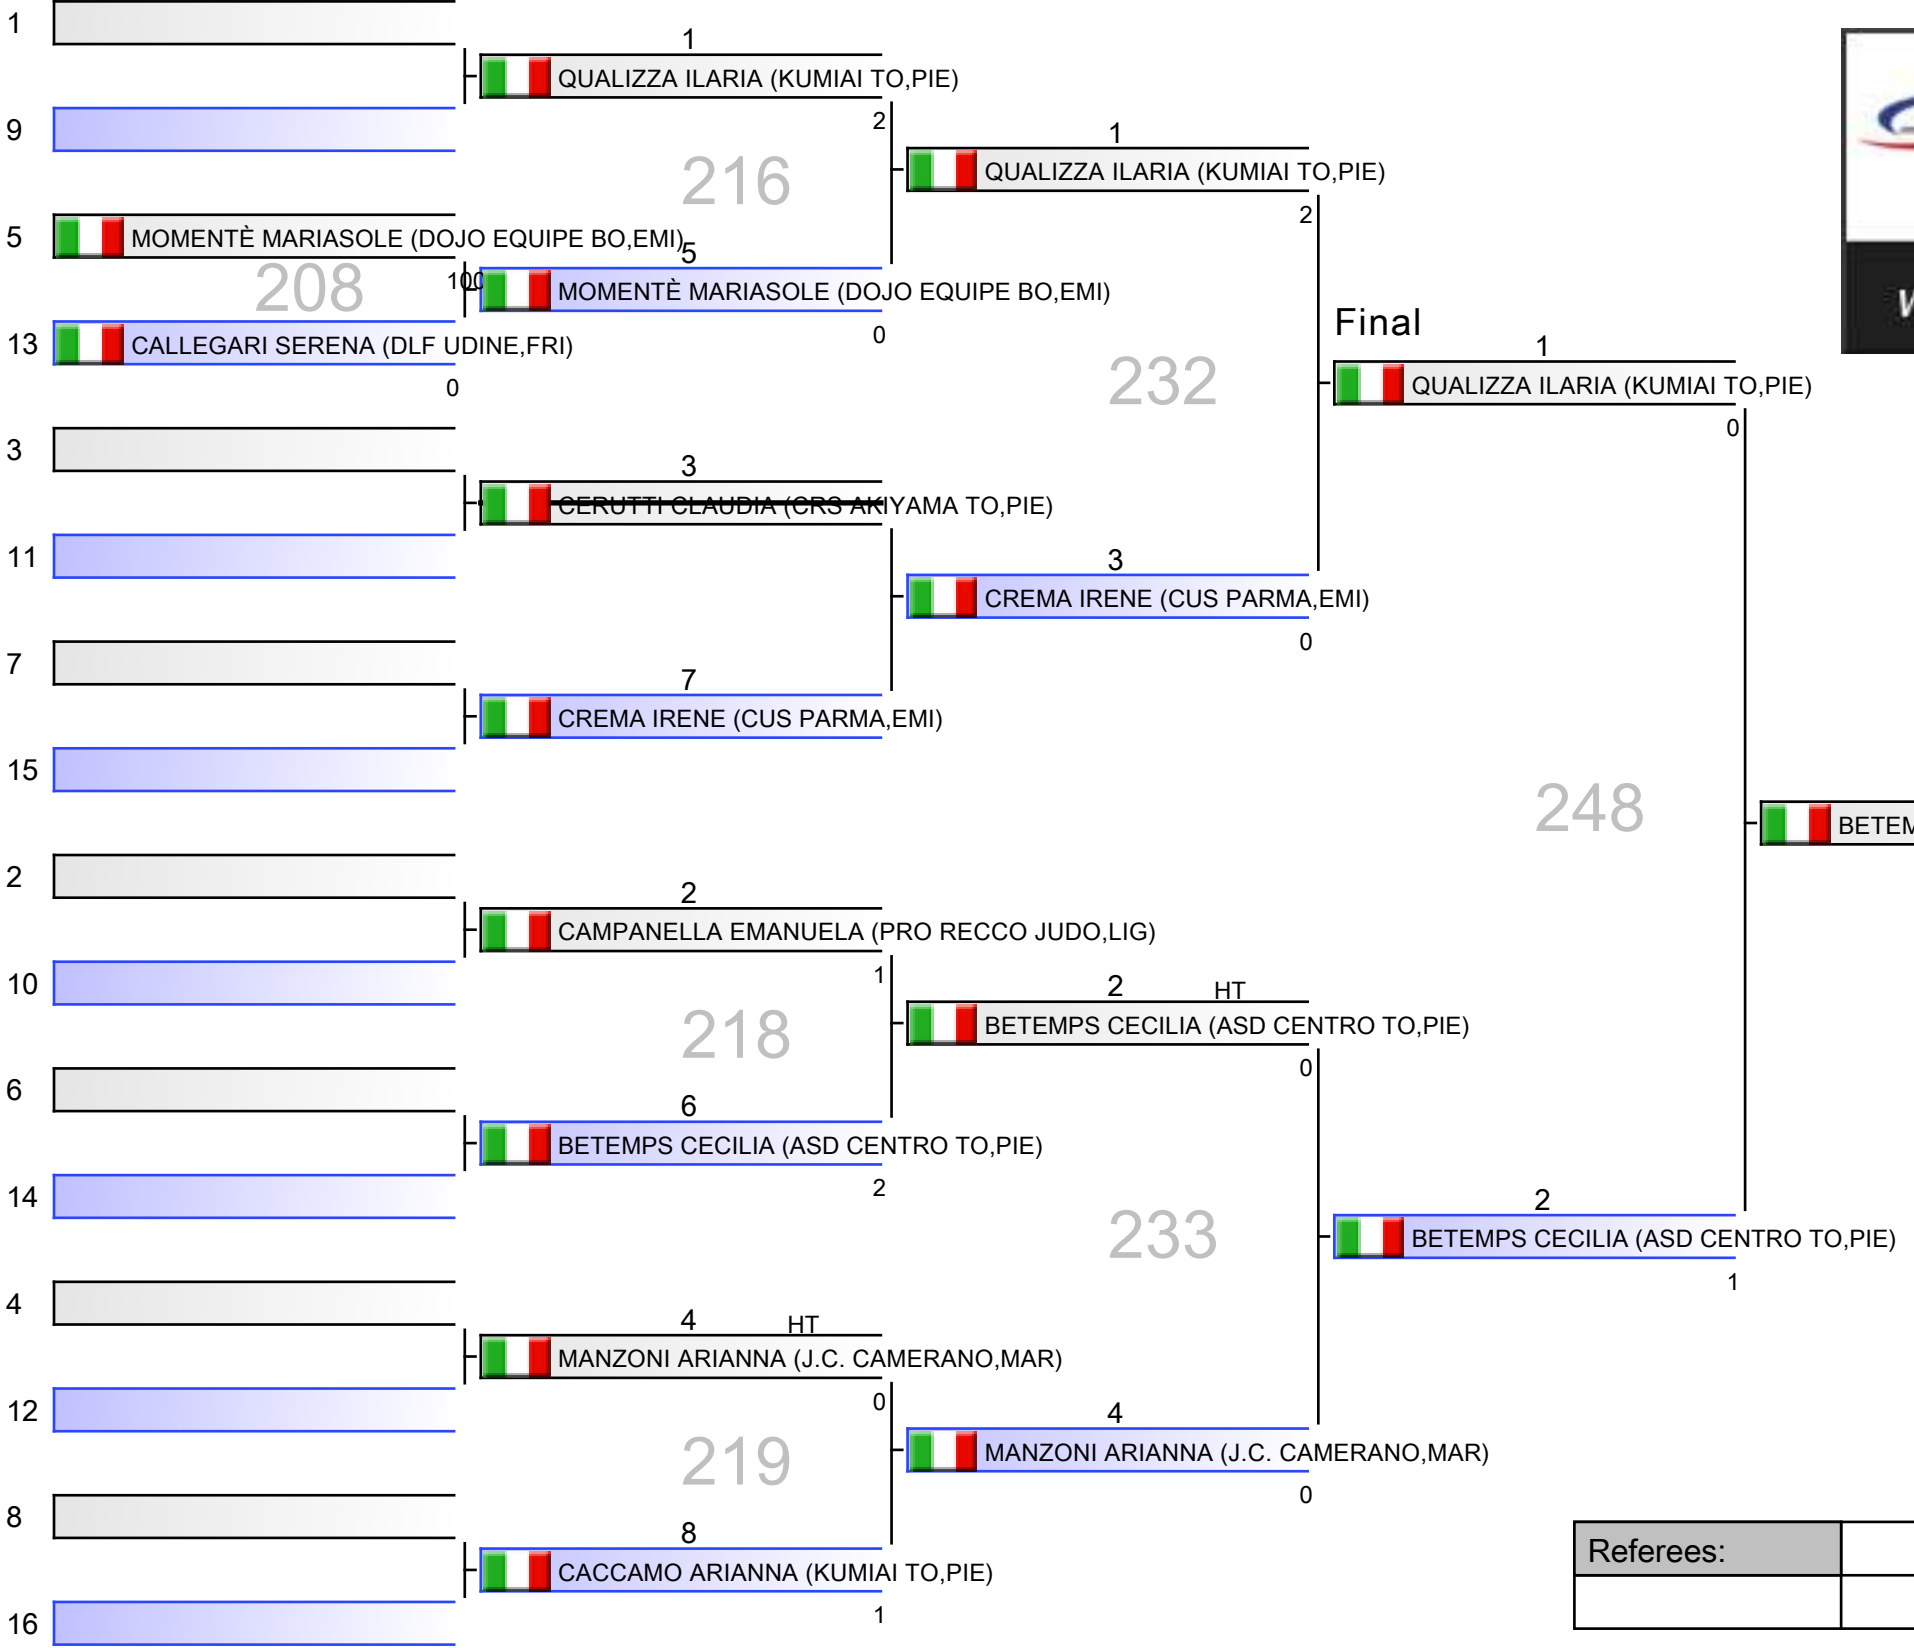 1
1
QUALIZZA ILARIA (KUMIAI TO,PIE)
9
2
1
216
QUALIZZA ILARIA (KUMIAI TO,PIE)
2
5
MOMENTÈ MARIASOLE (DOJO EQUIPE BO,EMI)
5
208
100
MOMENTÈ MARIASOLE (DOJO EQUIPE BO,EMI)
13
CALLEGARI SERENA (DLF UDINE,FRI)
0
0
Final
1
232
QUALIZZA ILARIA (KUMIAI TO,PIE)
0
3
3
CERUTTI CLAUDIA (CRS AKIYAMA TO,PIE)
11
3
CREMA IRENE (CUS PARMA,EMI)
0
7
7
CREMA IRENE (CUS PARMA,EMI)
15
248
BETEM
2
2
CAMPANELLA EMANUELA (PRO RECCO JUDO,LIG)
10
1
2
HT
218
BETEMPS CECILIA (ASD CENTRO TO,PIE)
0
6
6
BETEMPS CECILIA (ASD CENTRO TO,PIE)
14
2
233
2
BETEMPS CECILIA (ASD CENTRO TO,PIE)
1
4
4
HT
MANZONI ARIANNA (J.C. CAMERANO,MAR)
12
0
4
219
MANZONI ARIANNA (J.C. CAMERANO,MAR)
0
8
8
CACCAMO ARIANNA (KUMIAI TO,PIE)
16
1
Referees: